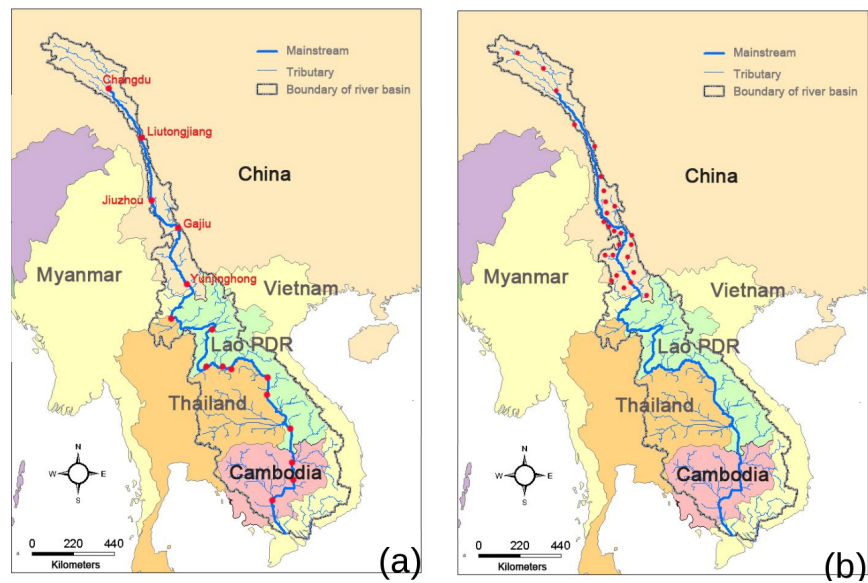 Mainstream
Tributary
Boundary of river basin
Changdu
Liutongjiang
China
Jiuzhou
Gajiu
Myanmar
Yunjinghong
Vietnam
Lao PDR
Thailand
N
W E
S
Cambodia
0 220 440
Kilometers
(a)
Mainstream
Tributary
Boundary of river basin
China
Myanmar
Vietnam
Lao PDR
Thailand
N
W E
S
Cambodia
0 220 440
Kilometers
(b)